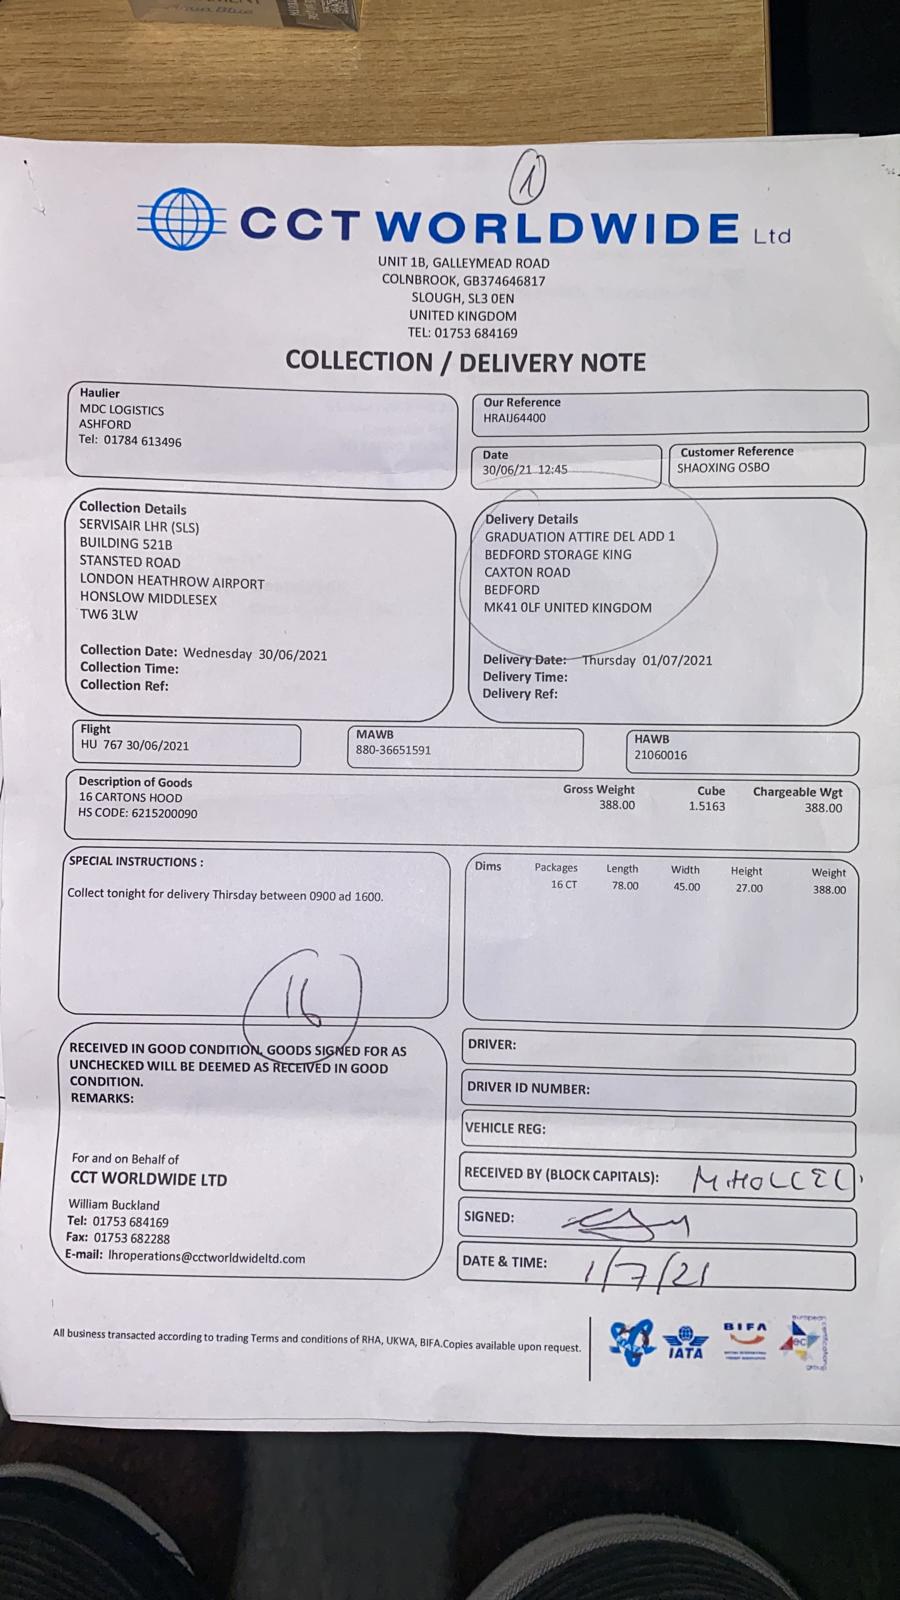 1
CCT WORLDWIDE Ltd
UNIT 1B, GALLEYMEAD ROAD
COLNBROOK, GB374646817
SLOUGH, SL3 0EN
UNITED KINGDOM
TEL: 01753 684169
COLLECTION / DELIVERY NOTE
Haulier
MDC LOGISTICS
ASHFORD
Tel: 01784 613496
Our Reference
HRAIJ64400
Date
30/06/21 12:45
Customer Reference
SHAOXING OSBO
Collection Details
SERVISAIR LHR (SLS)
BUILDING 521B
STANSTED ROAD
LONDON HEATHROW AIRPORT
HONSLOW MIDDLESEX
TW6 3LW
Collection Date: Wednesday 30/06/2021
Collection Time:
Collection Ref:
Delivery Details
GRADUATION ATTIRE DEL ADD 1
BEDFORD STORAGE KING
CAXTON ROAD
BEDFORD
MK41 0LF UNITED KINGDOM
Delivery Date: Thursday 01/07/2021
Delivery Time:
Delivery Ref:
Flight
HU 767 30/06/2021
MAWB
880-36651591
HAWB
21060016
Description of Goods
16 CARTONS HOOD
HS CODE: 6215200090
Gross Weight Cube Chargeable Wgt
388.00 1.5163 388.00
SPECIAL INSTRUCTIONS :
Collect tonight for delivery Thirsday between 0900 ad 1600.
16
Dims Packages Length Width Height Weight
16 CT 78.00 45.00 27.00 388.00
RECEIVED IN GOOD CONDITION, GOODS SIGNED FOR AS
UNCHECKED WILL BE DEEMED AS RECEIVED IN GOOD
CONDITION.
REMARKS:
For and on Behalf of
CCT WORLDWIDE LTD
William Buckland
Tel: 01753 684169
Fax: 01753 682288
E-mail: lhroperations@cctworldwideltd.com
DRIVER:
DRIVER ID NUMBER:
VEHICLE REG:
RECEIVED BY (BLOCK CAPITALS):
SIGNED:
DATE & TIME: 1/7/21
All business transacted according to trading Terms and conditions of RHA, UKWA, BIFA.Copies available upon request.
IATA
BIFA